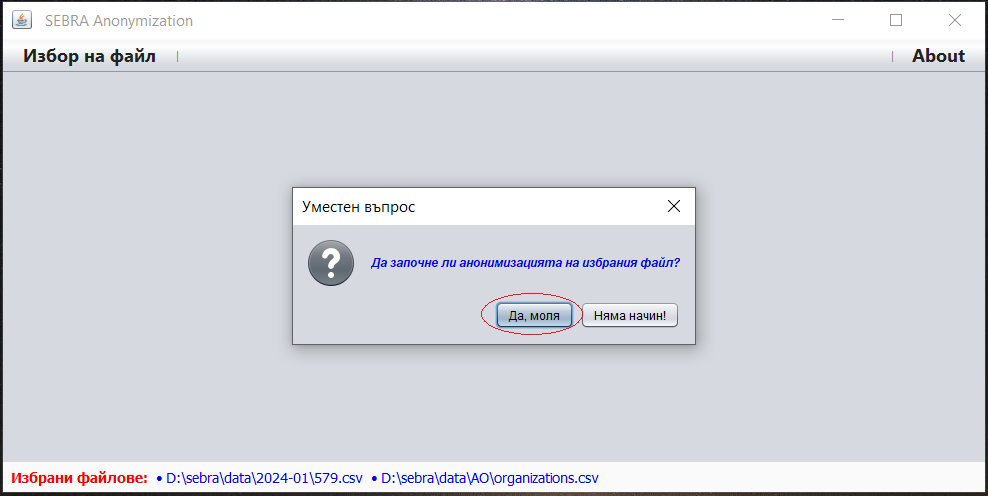 SEBRA Anonymization
Избор на файл | | About
Уместен въпрос
Да започне ли анонимизацията на избрания файл?
Да, моля Няма начин!
Избрани файлове: • D:\sebra\data\2024-01\579.csv • D:\sebra\data\AO\organizations.csv